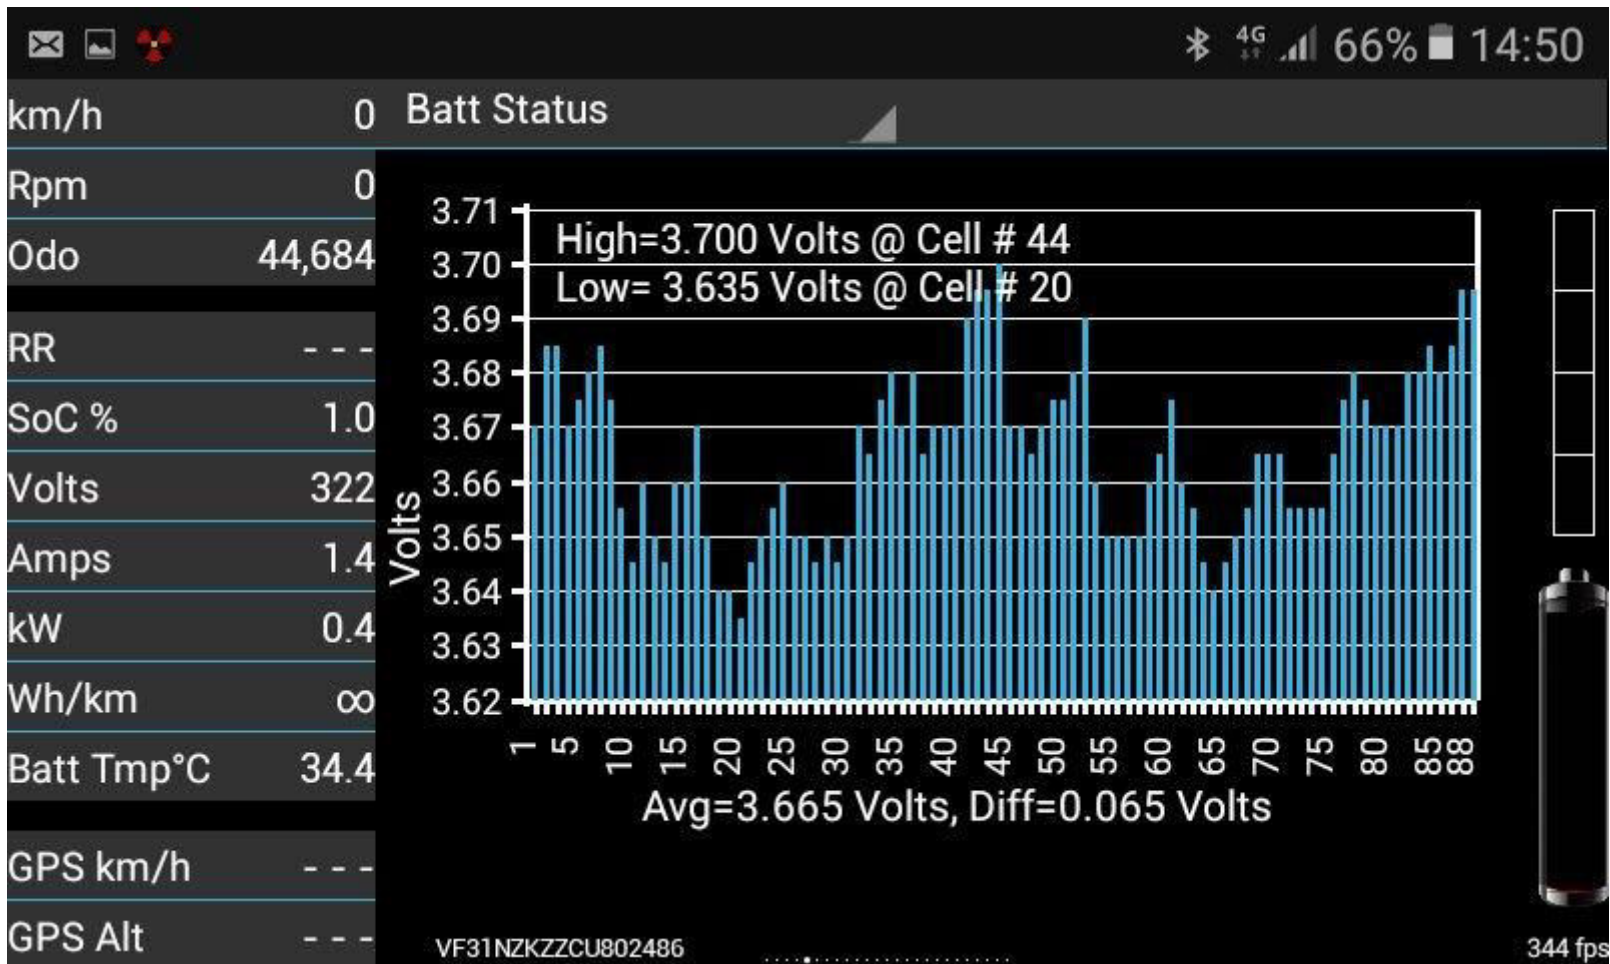 4G 66% 14:50
km/h 0
Rpm 0
Odo 44,684
RR - - -
SoC % 1.0
Volts 322
Amps 1.4
kW 0.4
Wh/km ∞
Batt Tmp°C 34.4
GPS km/h - - -
GPS Alt - - -
Batt Status
High=3.700 Volts @ Cell # 44
Low= 3.635 Volts @ Cell # 20
Volts
3.71
3.70
3.69
3.68
3.67
3.66
3.65
3.64
3.63
3.62
1 5 10 15 20 25 30 35 40 45 50 55 60 65 70 75 80 85 88
Avg=3.665 Volts, Diff=0.065 Volts
VF31NZKZZCU802486
344 fps